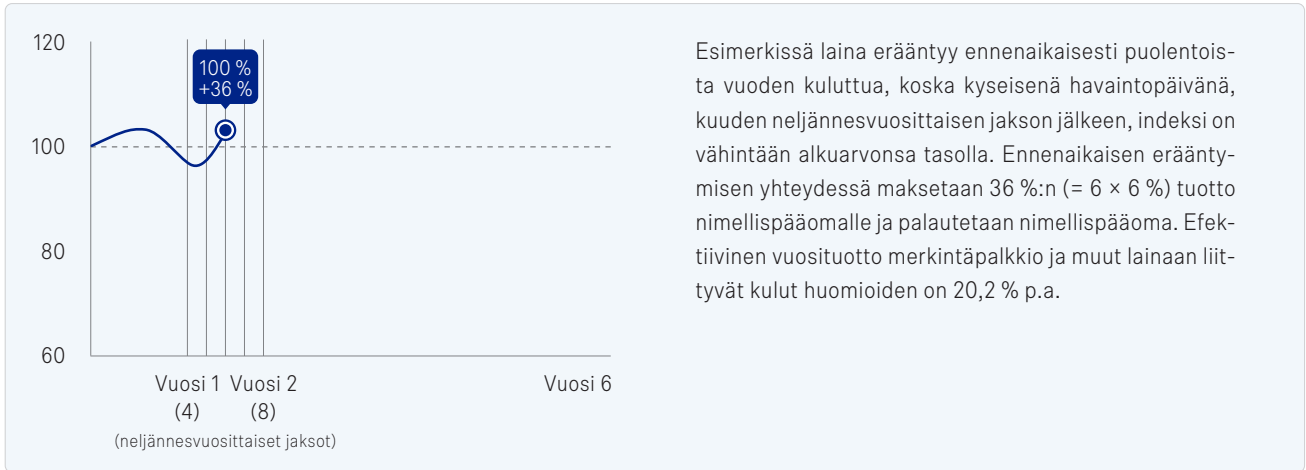 120
100
80
60
100 %
+36 %
Vuosi 1
(4)
Vuosi 2
(8)
Vuosi 6
(neljännesvuosittaiset jaksot)
Esimerkissä laina erääntyy ennenaikaisesti puolentois-
ta vuoden kuluttua, koska kyseisenä havaintopäivänä,
kuuden neljännesvuosittaisen jakson jälkeen, indeksi on
vähintään alkuarvonsa tasolla. Ennenaikaisen eräänty-
misen yhteydessä maksetaan 36 %:n (= 6 × 6 %) tuotto
nimellispääomalle ja palautetaan nimellispääoma. Efek-
tiivinen vuosituotto merkintäpalkkio ja muut lainaan liit-
tyvät kulut huomioiden on 20,2 % p.a.